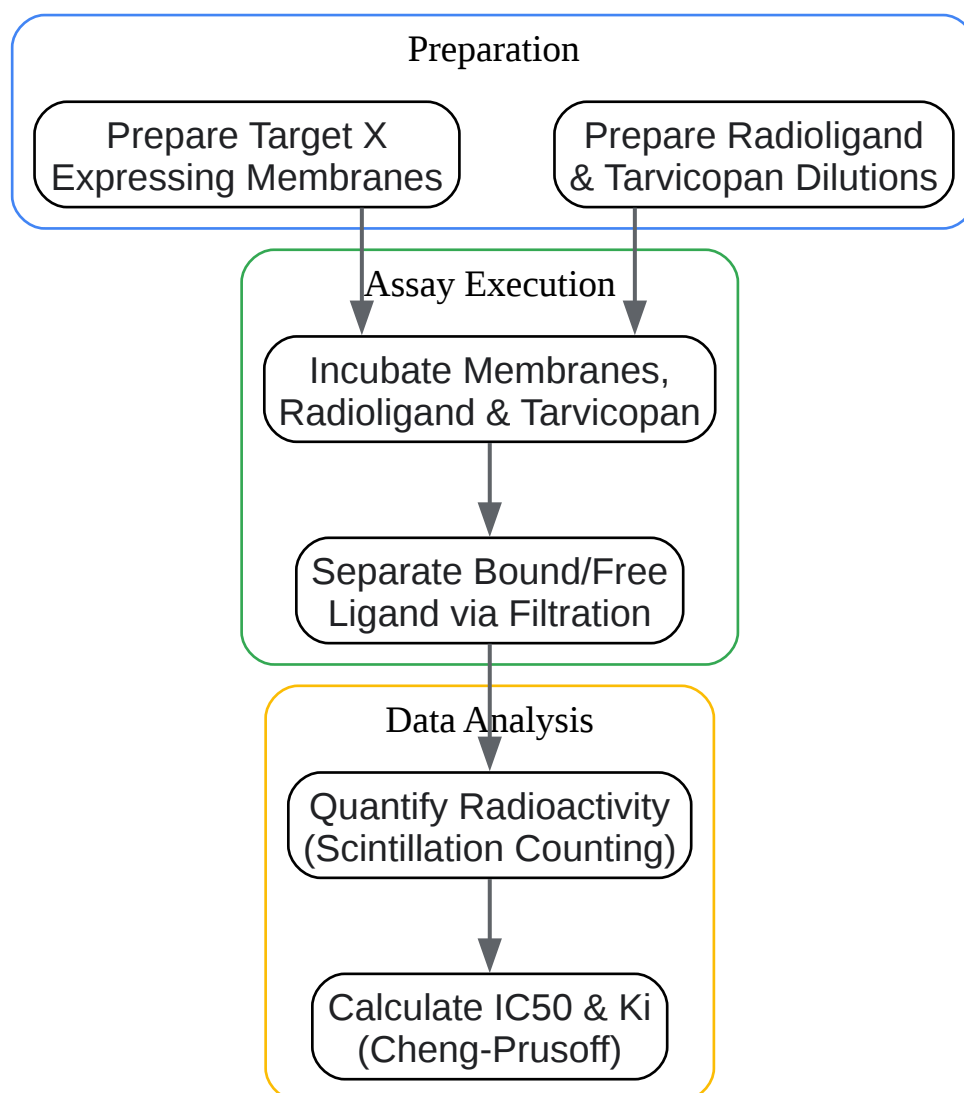 Preparation
Prepare Target X
Expressing Membranes
Prepare Radioligand
& Tarvicopan Dilutions
Assay Execution
Incubate Membranes,
Radioligand & Tarvicopan
Separate Bound/Free
Ligand via Filtration
Data Analysis
Quantify Radioactivity
(Scintillation Counting)
Calculate IC50 & Ki
(Cheng-Prusoff)